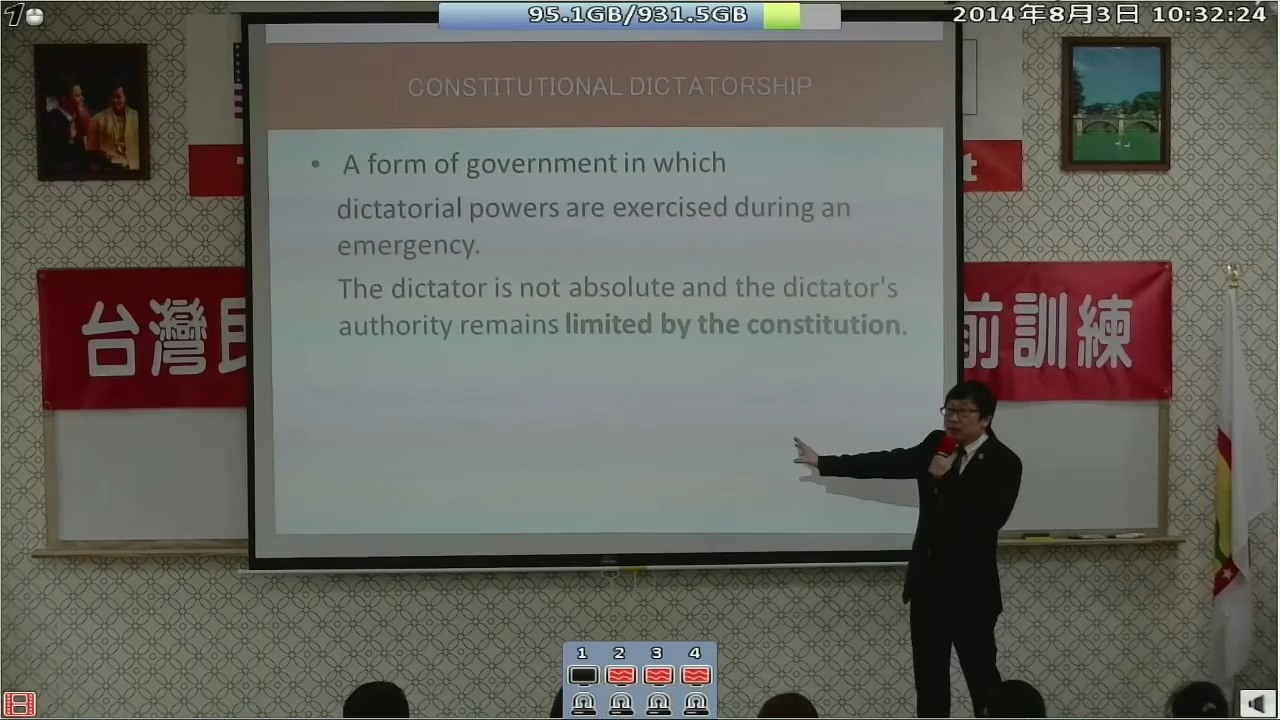 1
95.1GB/931.5GB
2014年8月3日 10:32:24
CONSTITUTIONAL DICTATORSHIP
• A form of government in which
dictatorial powers are exercised during an
emergency.
The dictator is not absolute and the dictator's
authority remains limited by the constitution.
t
台灣民
前訓練
1 2 3 4